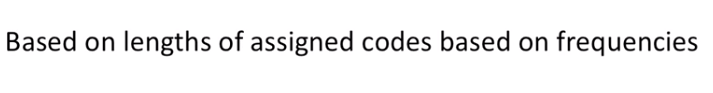 Based on lengths of assigned codes based on frequencies